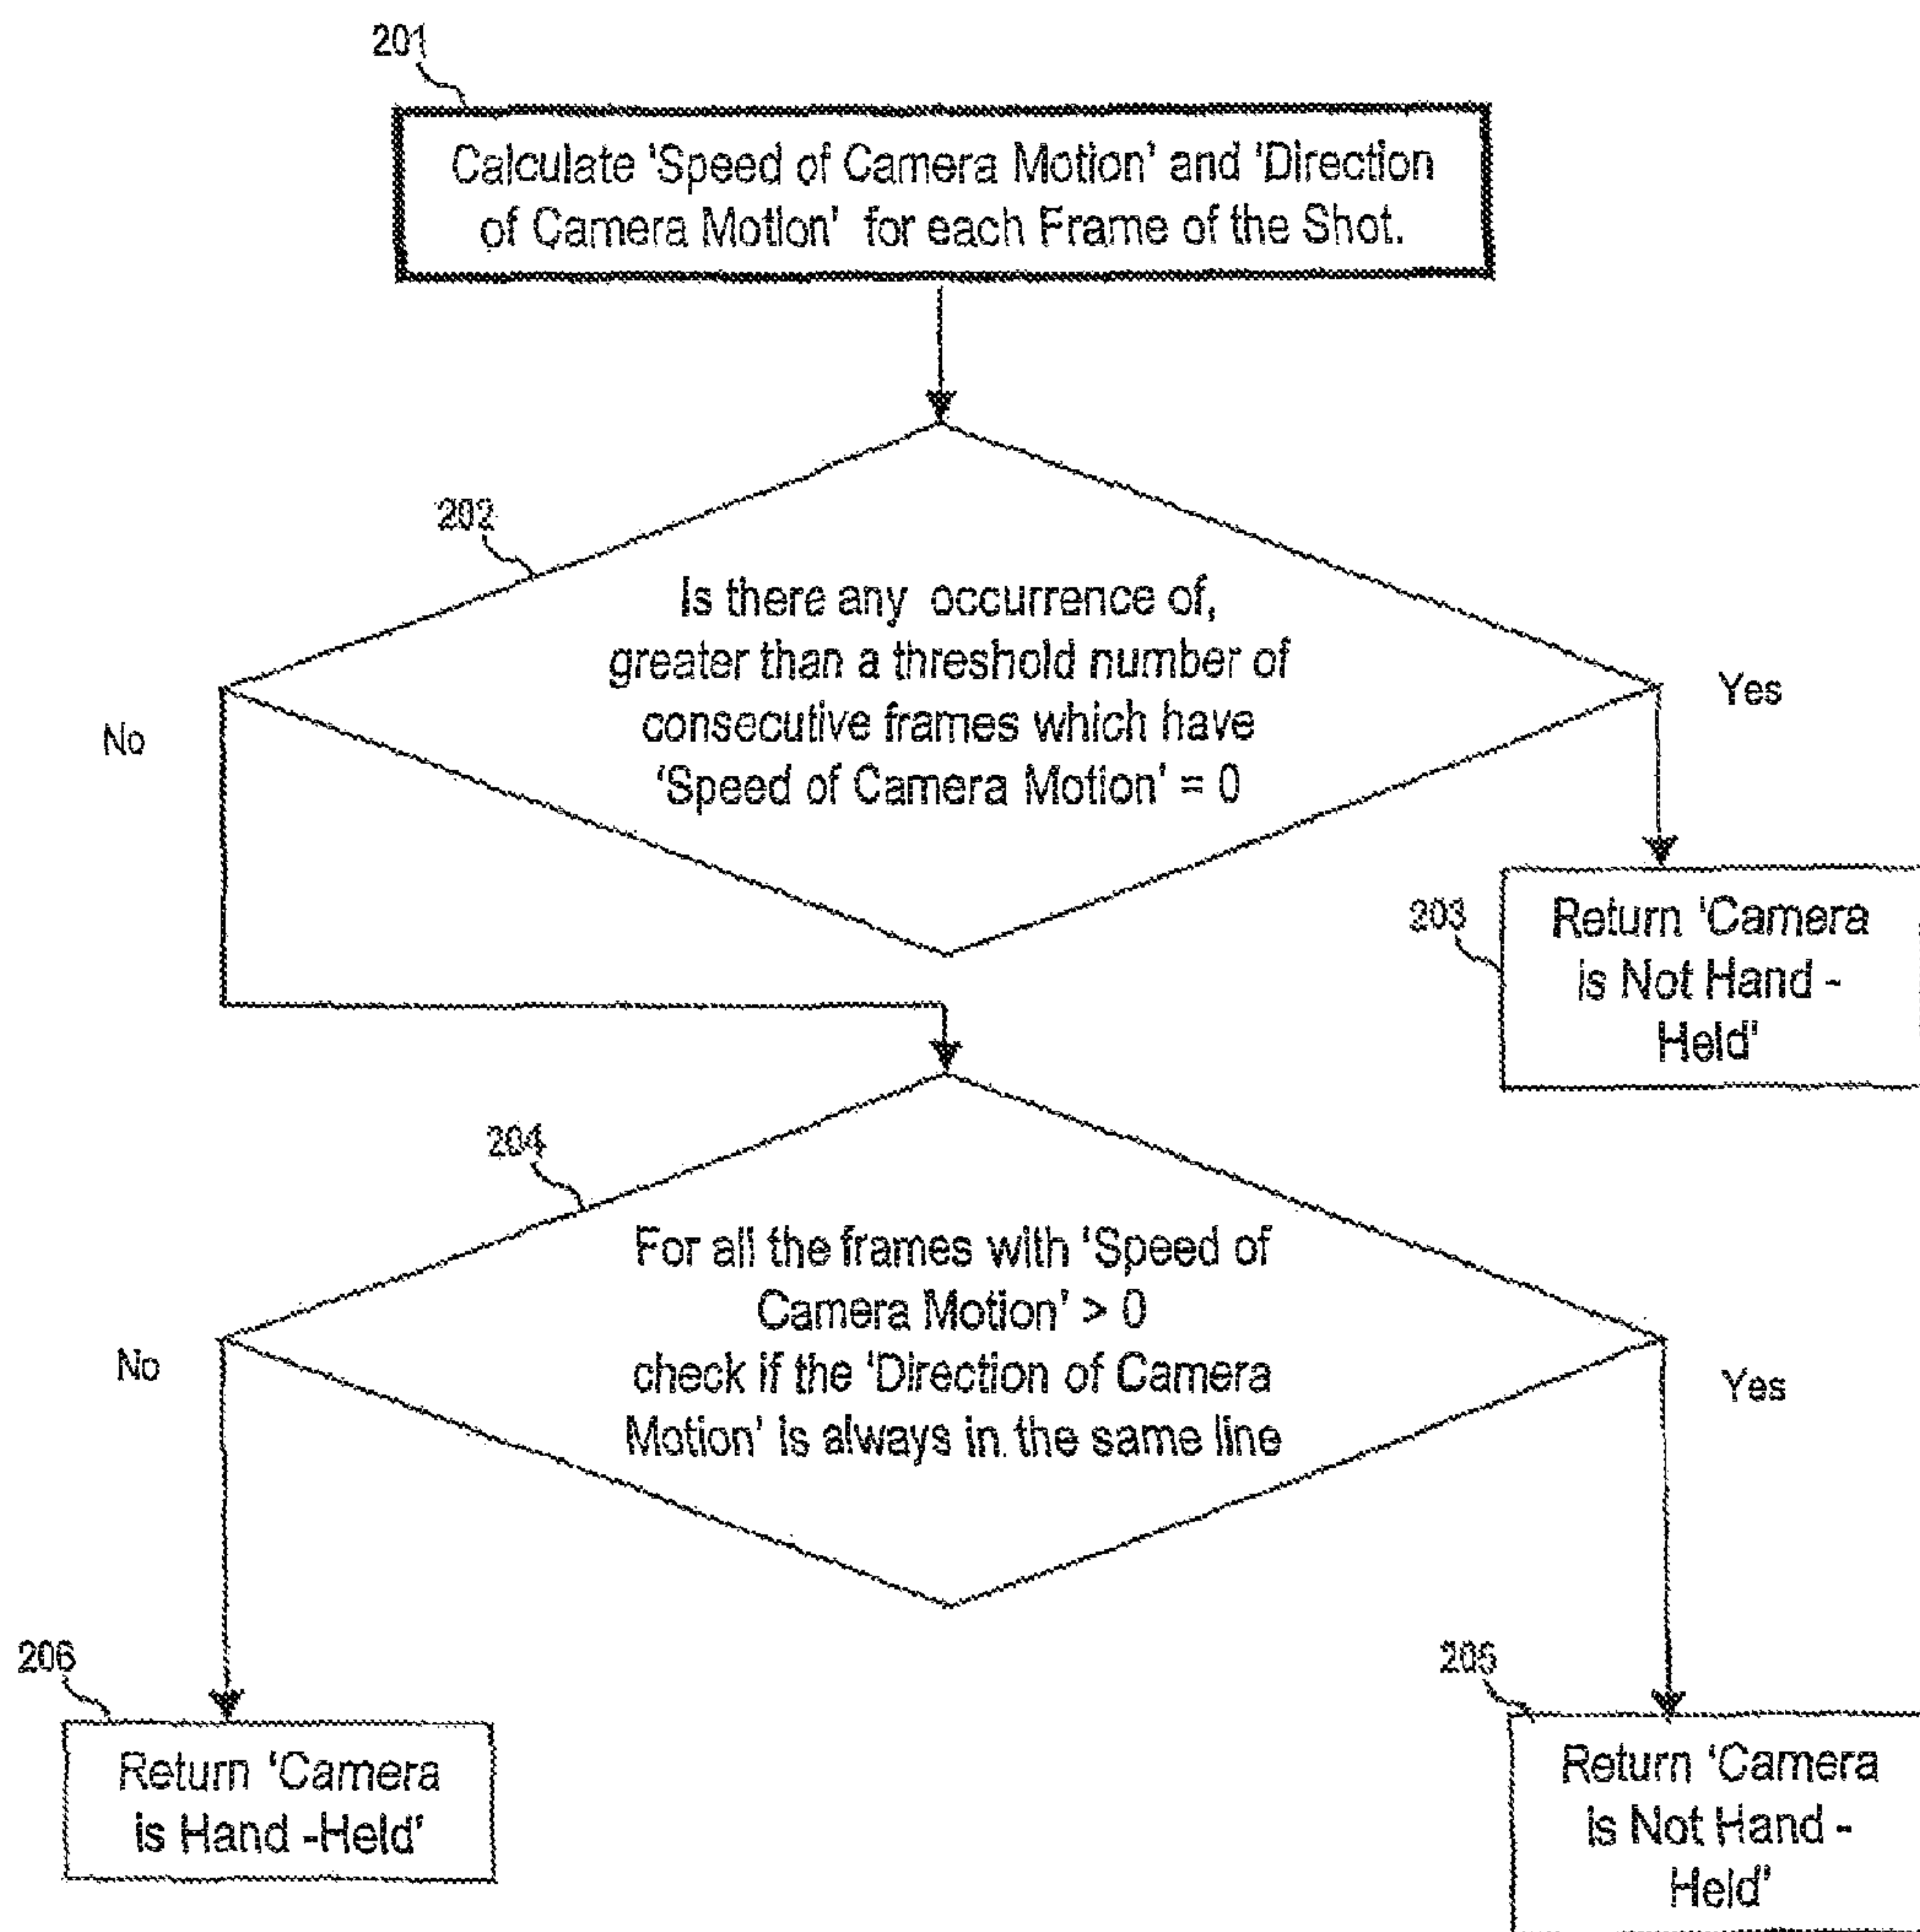 201
Calculate 'Speed of Camera Motion' and 'Direction
of Camera Motion' for each Frame of the Shot.
202
Is there any occurrence of,
greater than a threshold number of
consecutive frames which have
'Speed of Camera Motion' = 0
No
Yes
203
Return 'Camera
is Not Hand -
Held'
204
For all the frames with 'Speed of
Camera Motion' > 0
check if the 'Direction of Camera
Motion' is always in the same line
No
Yes
206
Return 'Camera
is Hand -Held'
205
Return 'Camera
is Not Hand -
Held'